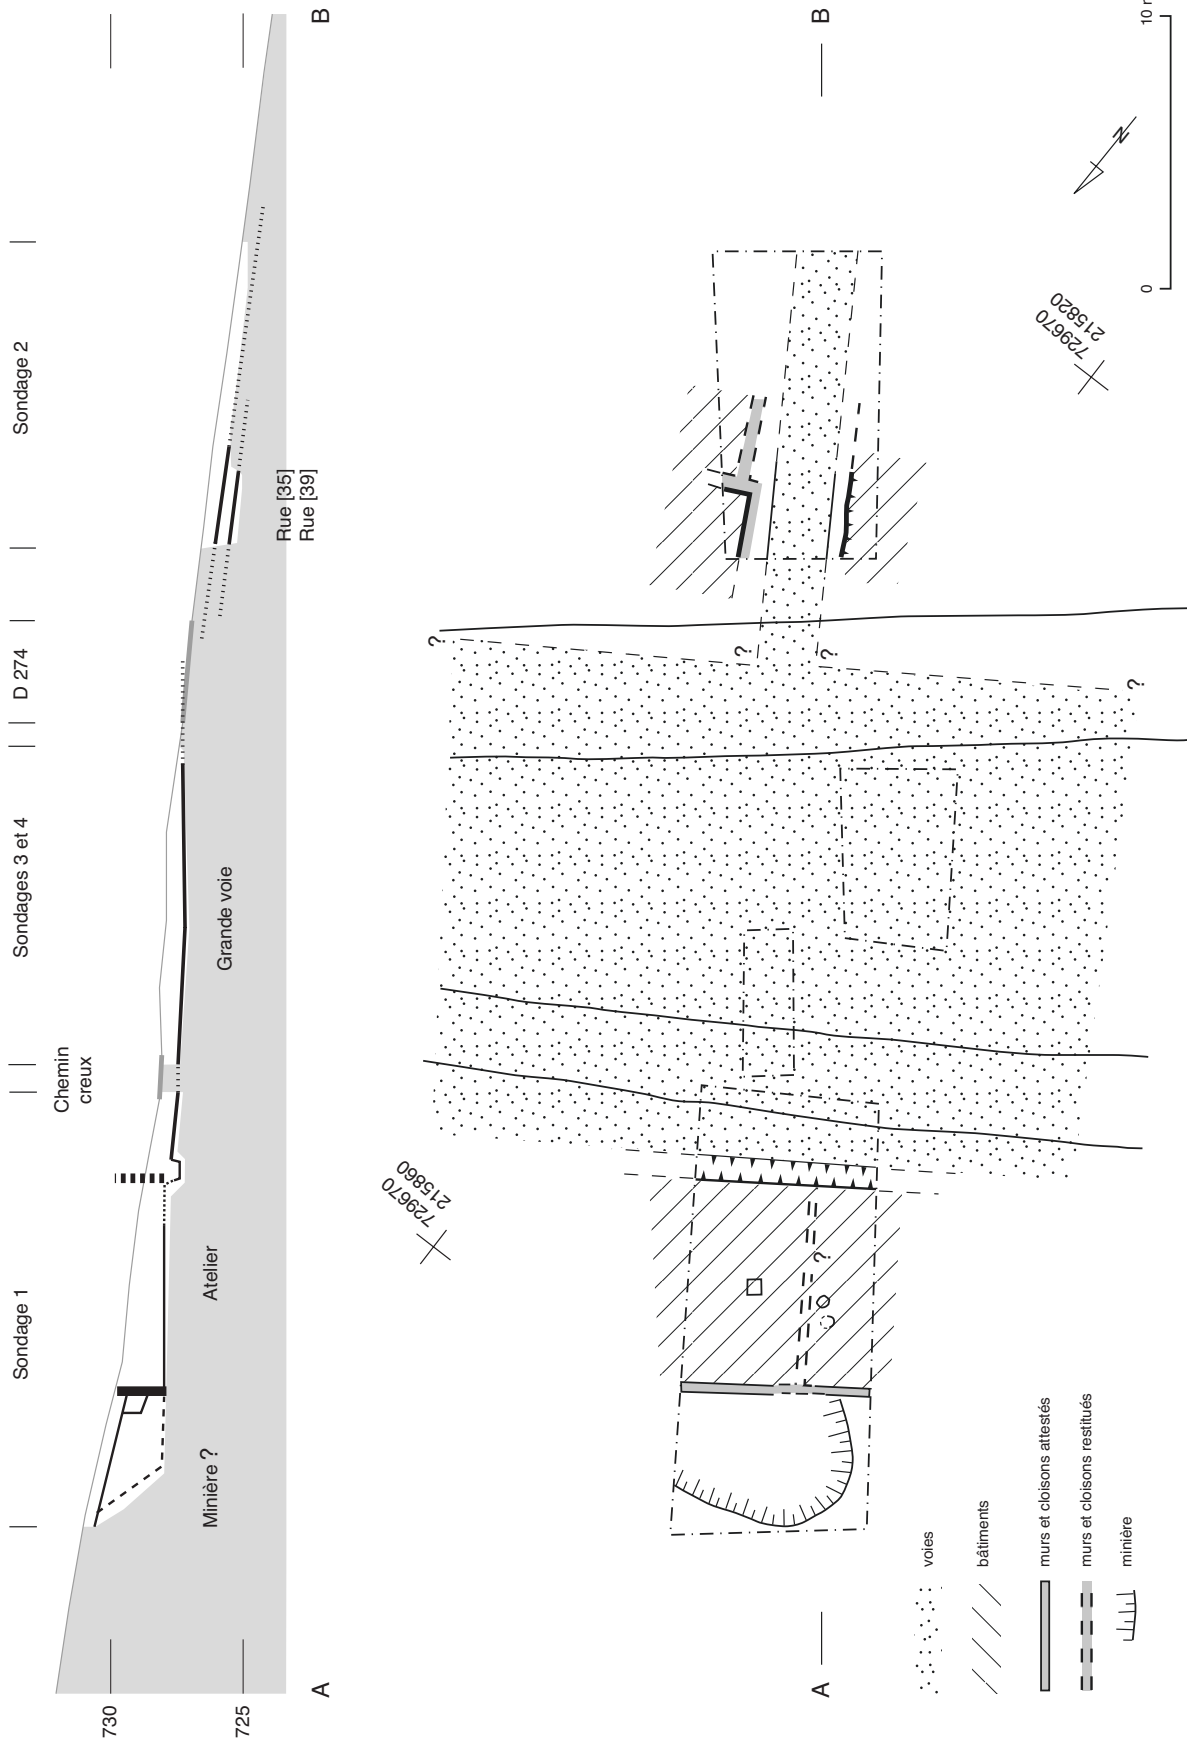 730
725
A
B
Sondage 1
Chemin
creux
Sondages 3 et 4
D 274
Sondage 2
Minière ?
Atelier
Grande voie
Rue [35]
Rue [39]
A
B
729670
215860
729670
215820
N
?
?
?
?
?
0
10 m
voies
bâtiments
murs et cloisons attestés
murs et cloisons restitués
minière